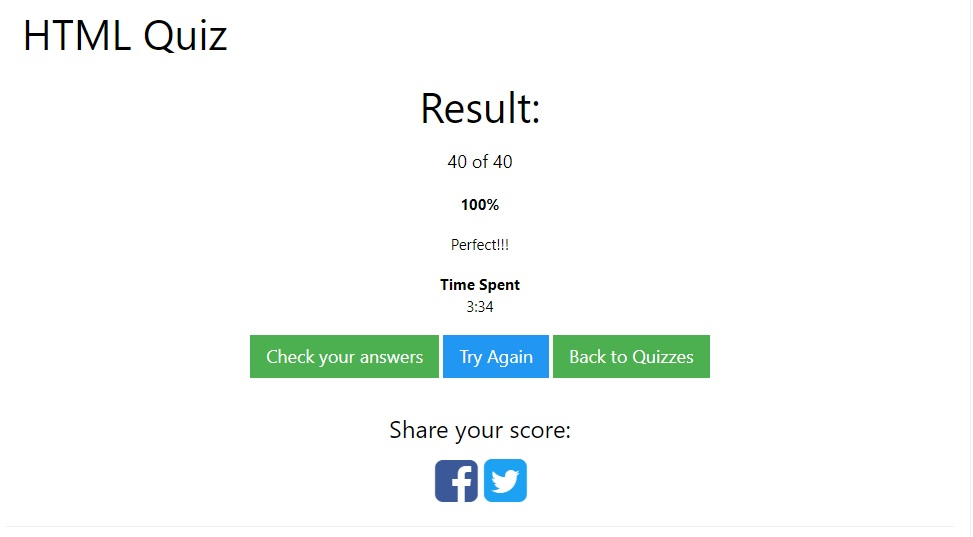 HTML Quiz
Result:
40 of 40
100%
Perfect!!!
Time Spent
3:34
Check your answers Try Again Back to Quizzes
Share your score: